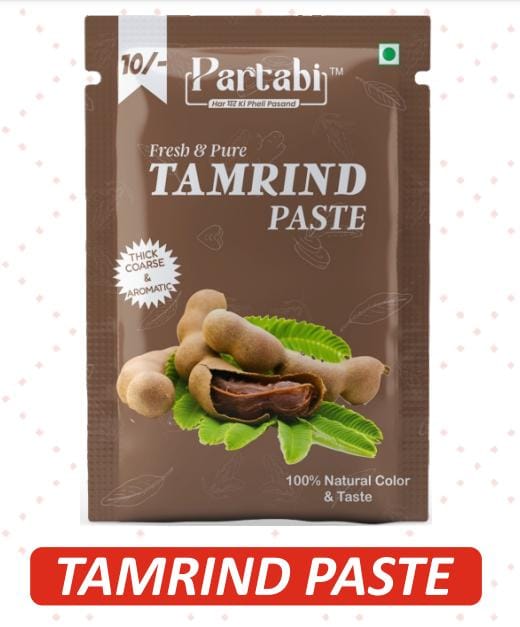 10/-
Partabi™
Har घर Ki Pheli Pasand
Fresh & Pure
TAMRIND
PASTE
THICK
COARSE
&
AROMATIC
100% Natural Color
& Taste
TAMRIND PASTE